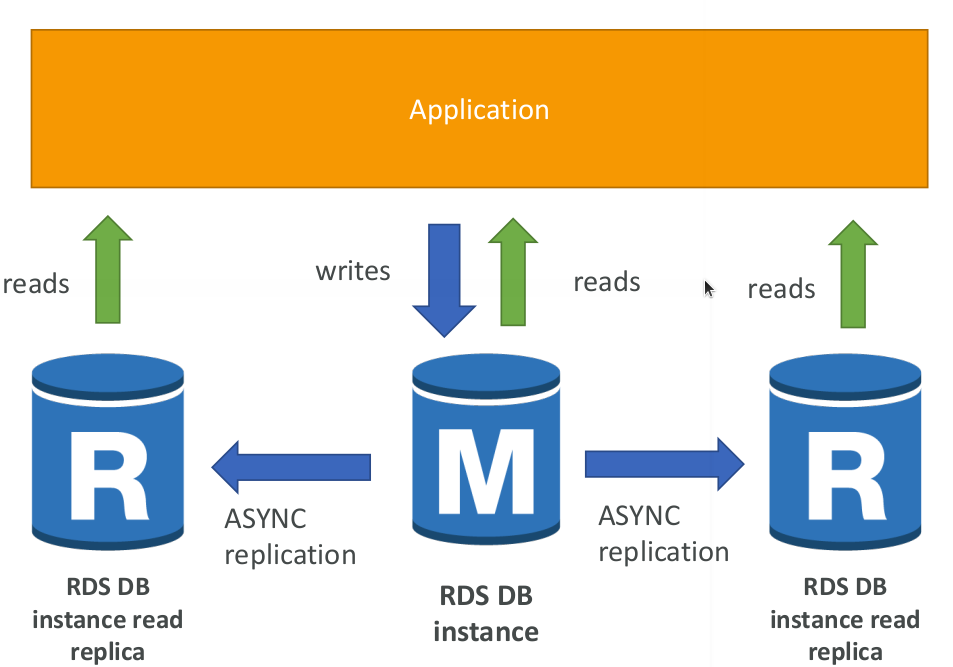 Application
reads
writes
reads
reads
R
M
R
ASYNC
replication
ASYNC
replication
RDS DB
instance read
replica
RDS DB
instance
RDS DB
instance read
replica